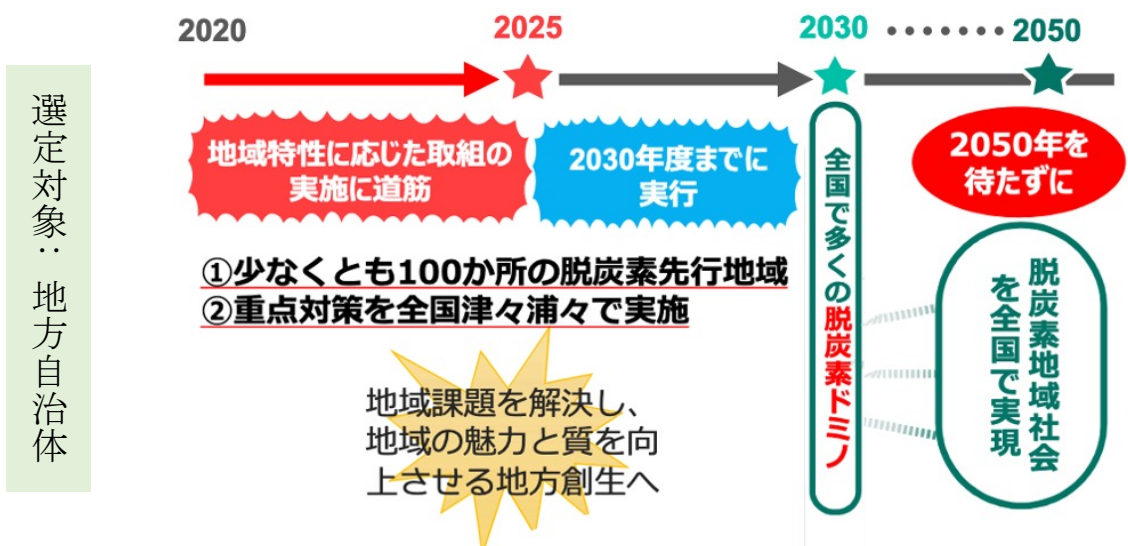 2020
2025
2030
•••••••
2050
選定対象：地方自治体
地域特性に応じた取組の
実施に道筋
2030年度までに
実行
①少なくとも100か所の脱炭素先行地域
②重点対策を全国津々浦々で実施
地域課題を解決し、
地域の魅力と質を向
上させる地方創生へ
全国で多くの脱炭素ドミノ
2050年を
待たずに
脱炭素地域社会
を全国で実現